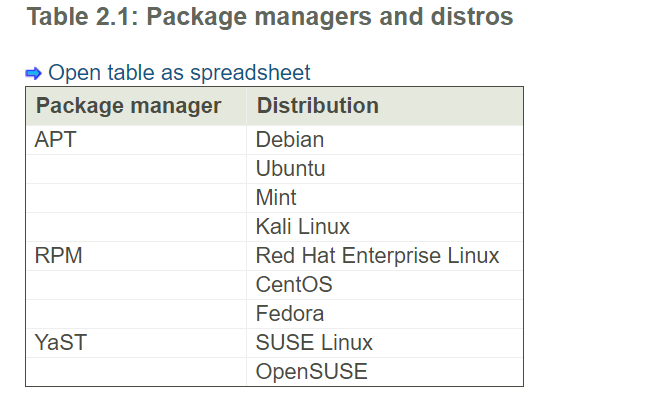 Table 2.1: Package managers and distros
Open table as spreadsheet
Package manager Distribution
APT Debian
Ubuntu
Mint
Kali Linux
RPM Red Hat Enterprise Linux
CentOS
Fedora
YaST SUSE Linux
OpenSUSE